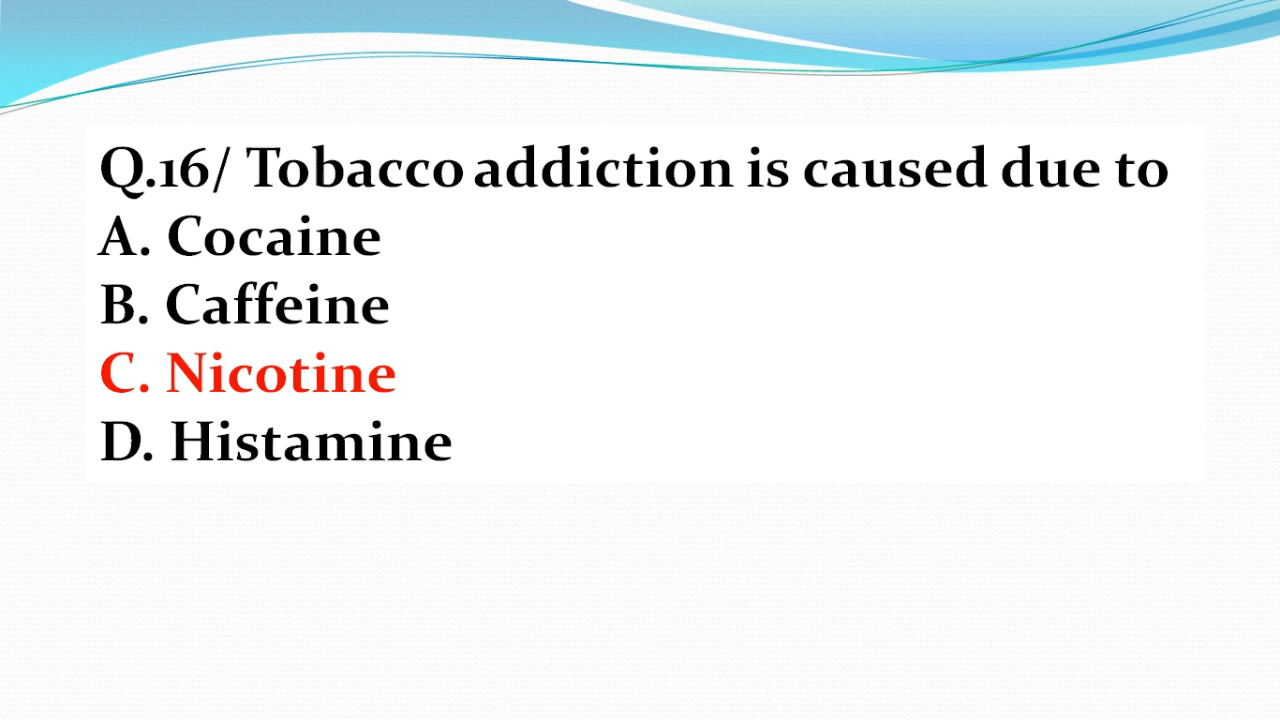 Q.16/ Tobacco addiction is caused due to
A. Cocaine
B. Caffeine
C. Nicotine
D. Histamine